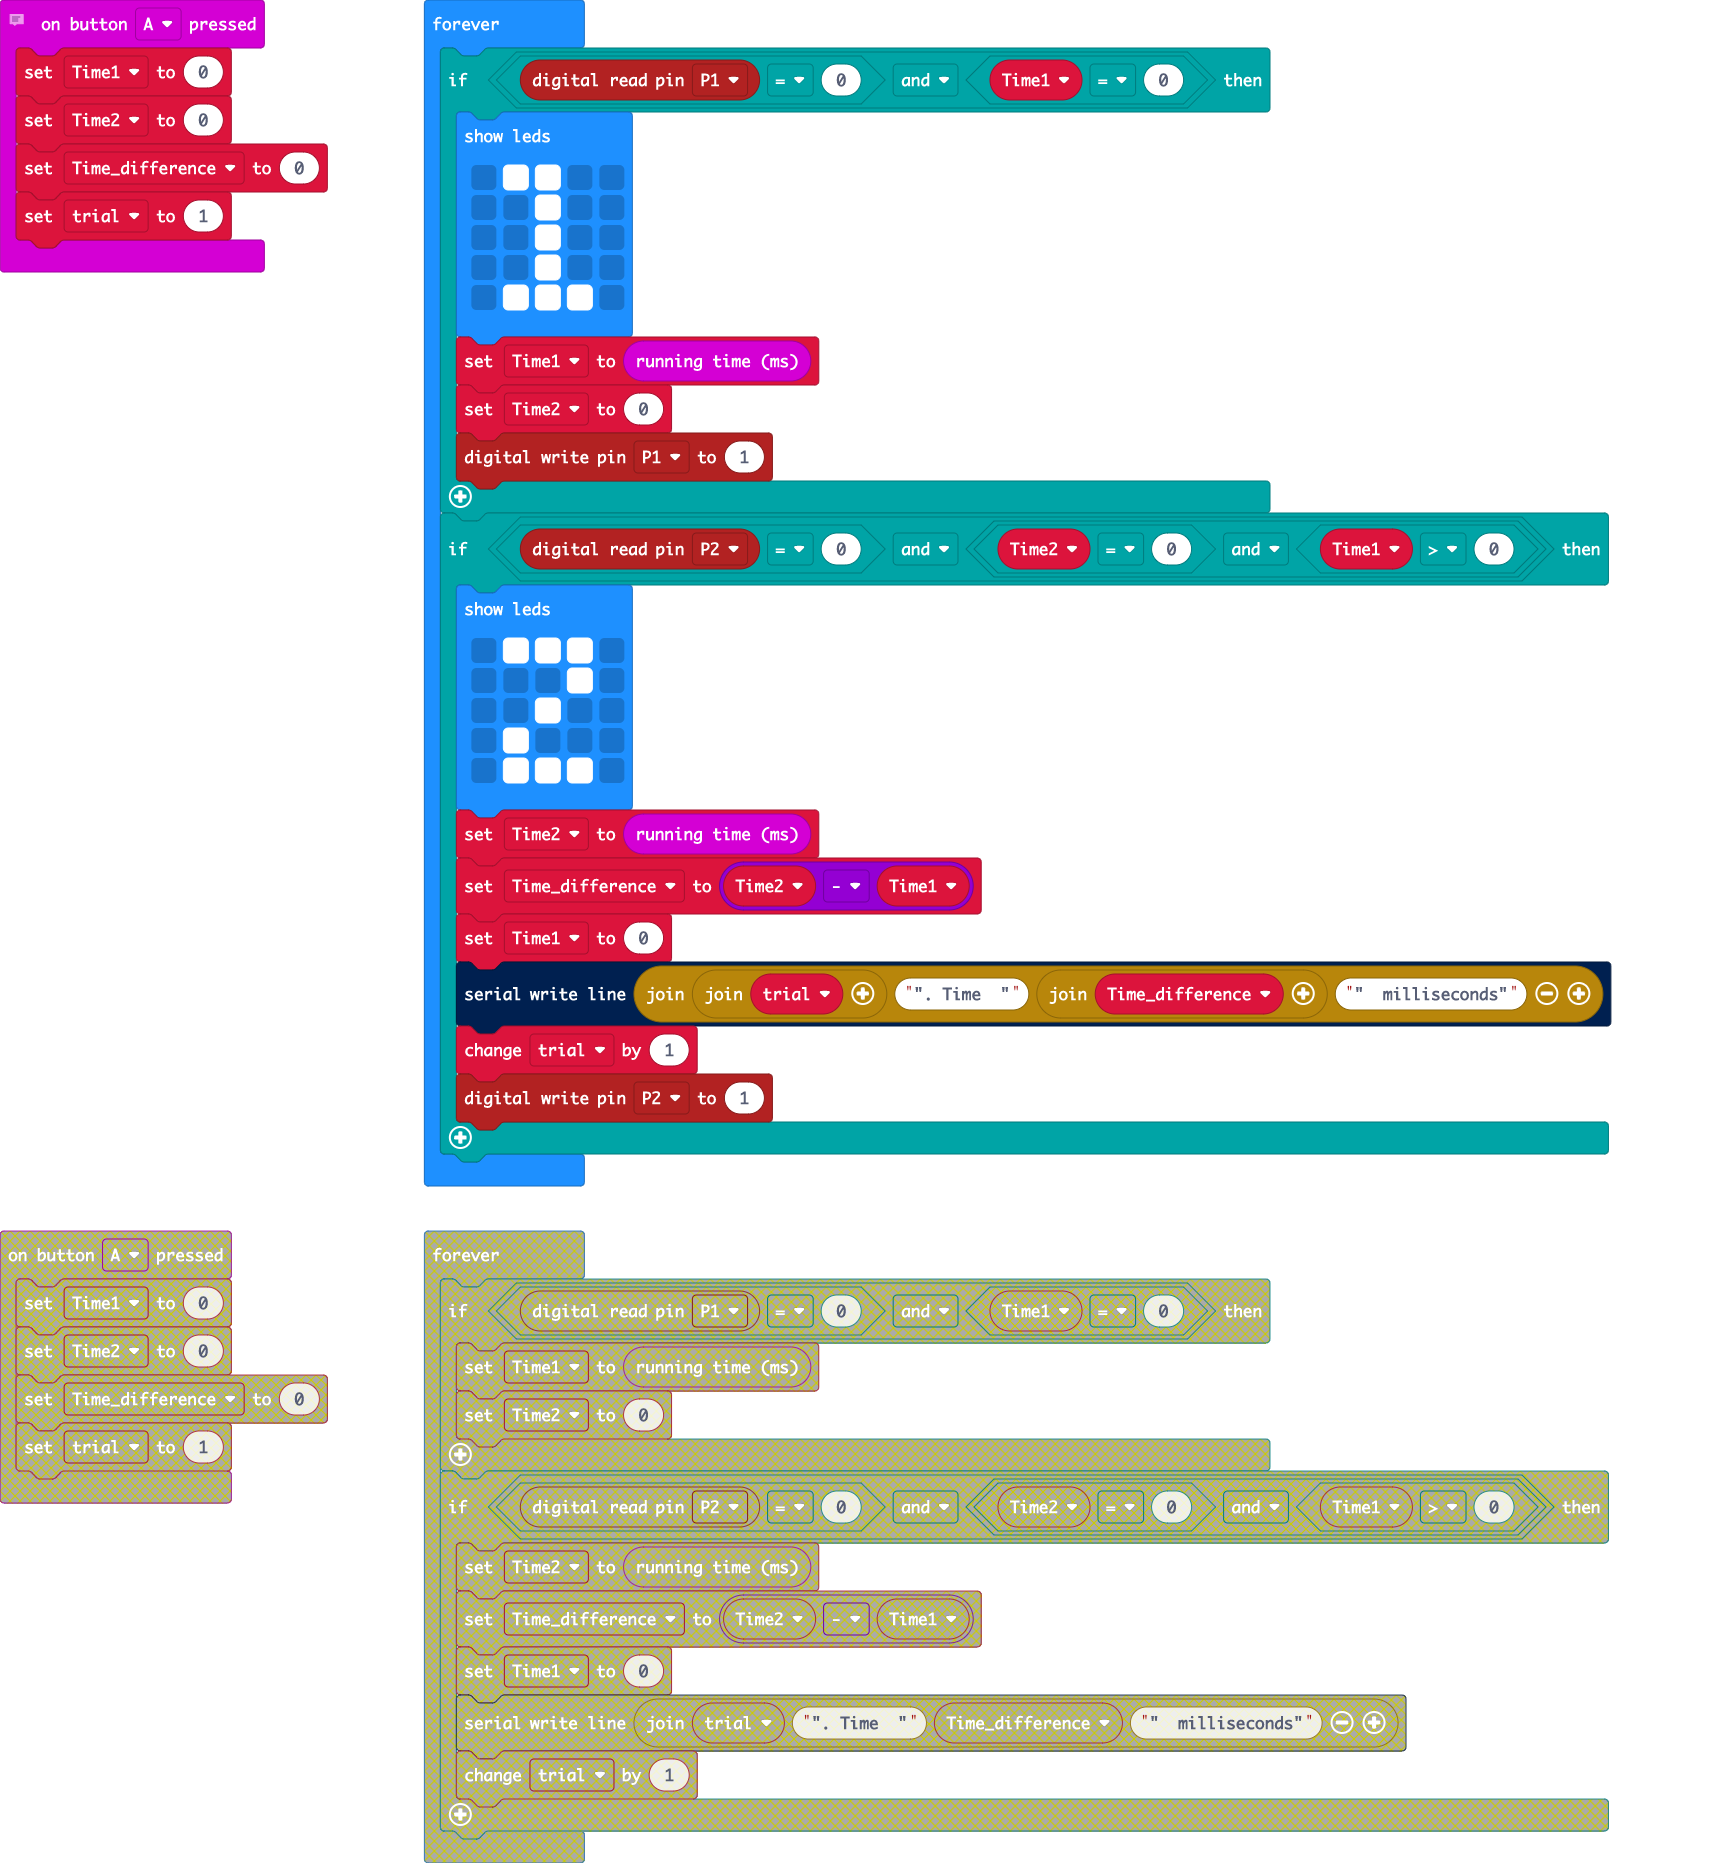 on button A pressed
set Time1 to 0
set Time2 to 0
set Time_difference to 0
set trial to 1
forever
if digital read pin P1 = 0 and Time1 = 0 then
show leds
set Time1 to running time (ms)
set Time2 to 0
digital write pin P1 to 1
if digital read pin P2 = 0 and Time2 = 0 and Time1 > 0 then
show leds
set Time2 to running time (ms)
set Time_difference to Time2 - Time1
set Time1 to 0
serial write line join join trial "". Time "" join Time_difference "" milliseconds""
change trial by 1
digital write pin P2 to 1
on button A pressed
set Time1 to 0
set Time2 to 0
set Time_difference to 0
set trial to 1
forever
if digital read pin P1 = 0 and Time1 = 0 then
set Time1 to running time (ms)
set Time2 to 0
if digital read pin P2 = 0 and Time2 = 0 and Time1 > 0 then
set Time2 to running time (ms)
set Time_difference to Time2 - Time1
set Time1 to 0
serial write line join trial "". Time "" Time_difference "" milliseconds""
change trial by 1